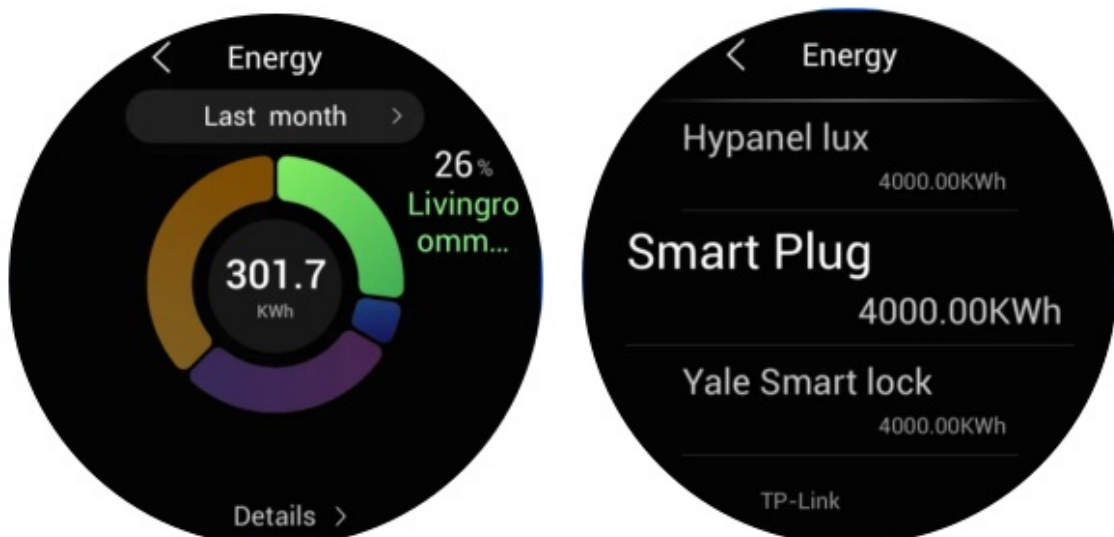 Energy
Last month
26%
Livingro
omm...
301.7
KWh
Details
Energy
Hypanel lux
4000.00KWh
Smart Plug
4000.00KWh
Yale Smart lock
4000.00KWh
TP-Link